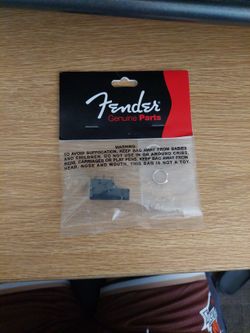 Fender
Genuine Parts
WARNING:
TO AVOID SUFFOCATION, KEEP BAG AWAY FROM BABIES
AND CHILDREN. DO NOT USE IN OR AROUND CRIBS,
BEDS, CARRIAGES OR PLAY PENS. KEEP BAG AWAY FROM
HEAD, NOSE AND MOUTH. THIS BAG IS NOT A TOY.